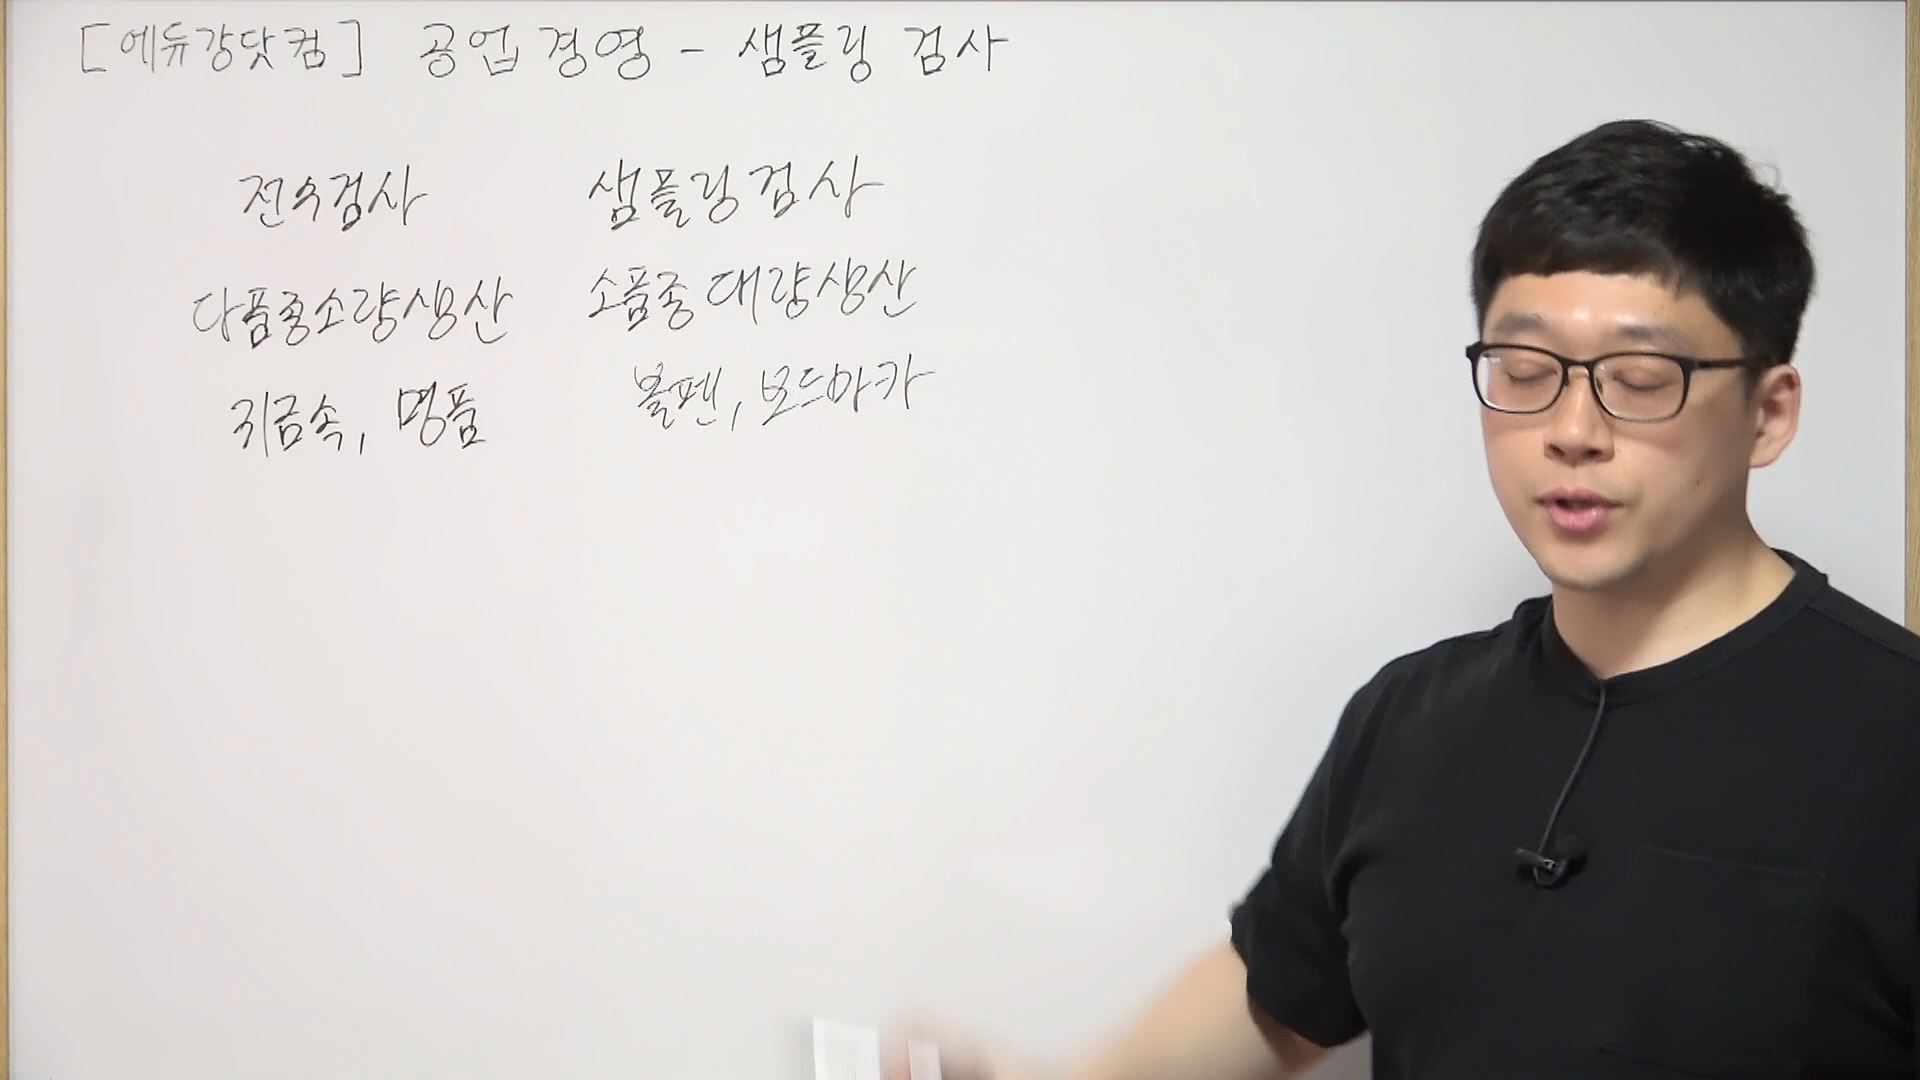 [에듀강닷컴] 공업경영 - 샘플링 검사
전수검사 샘플링검사
다품종소량생산 소품종 대량생산
귀금속, 명품 볼펜, 보드마카